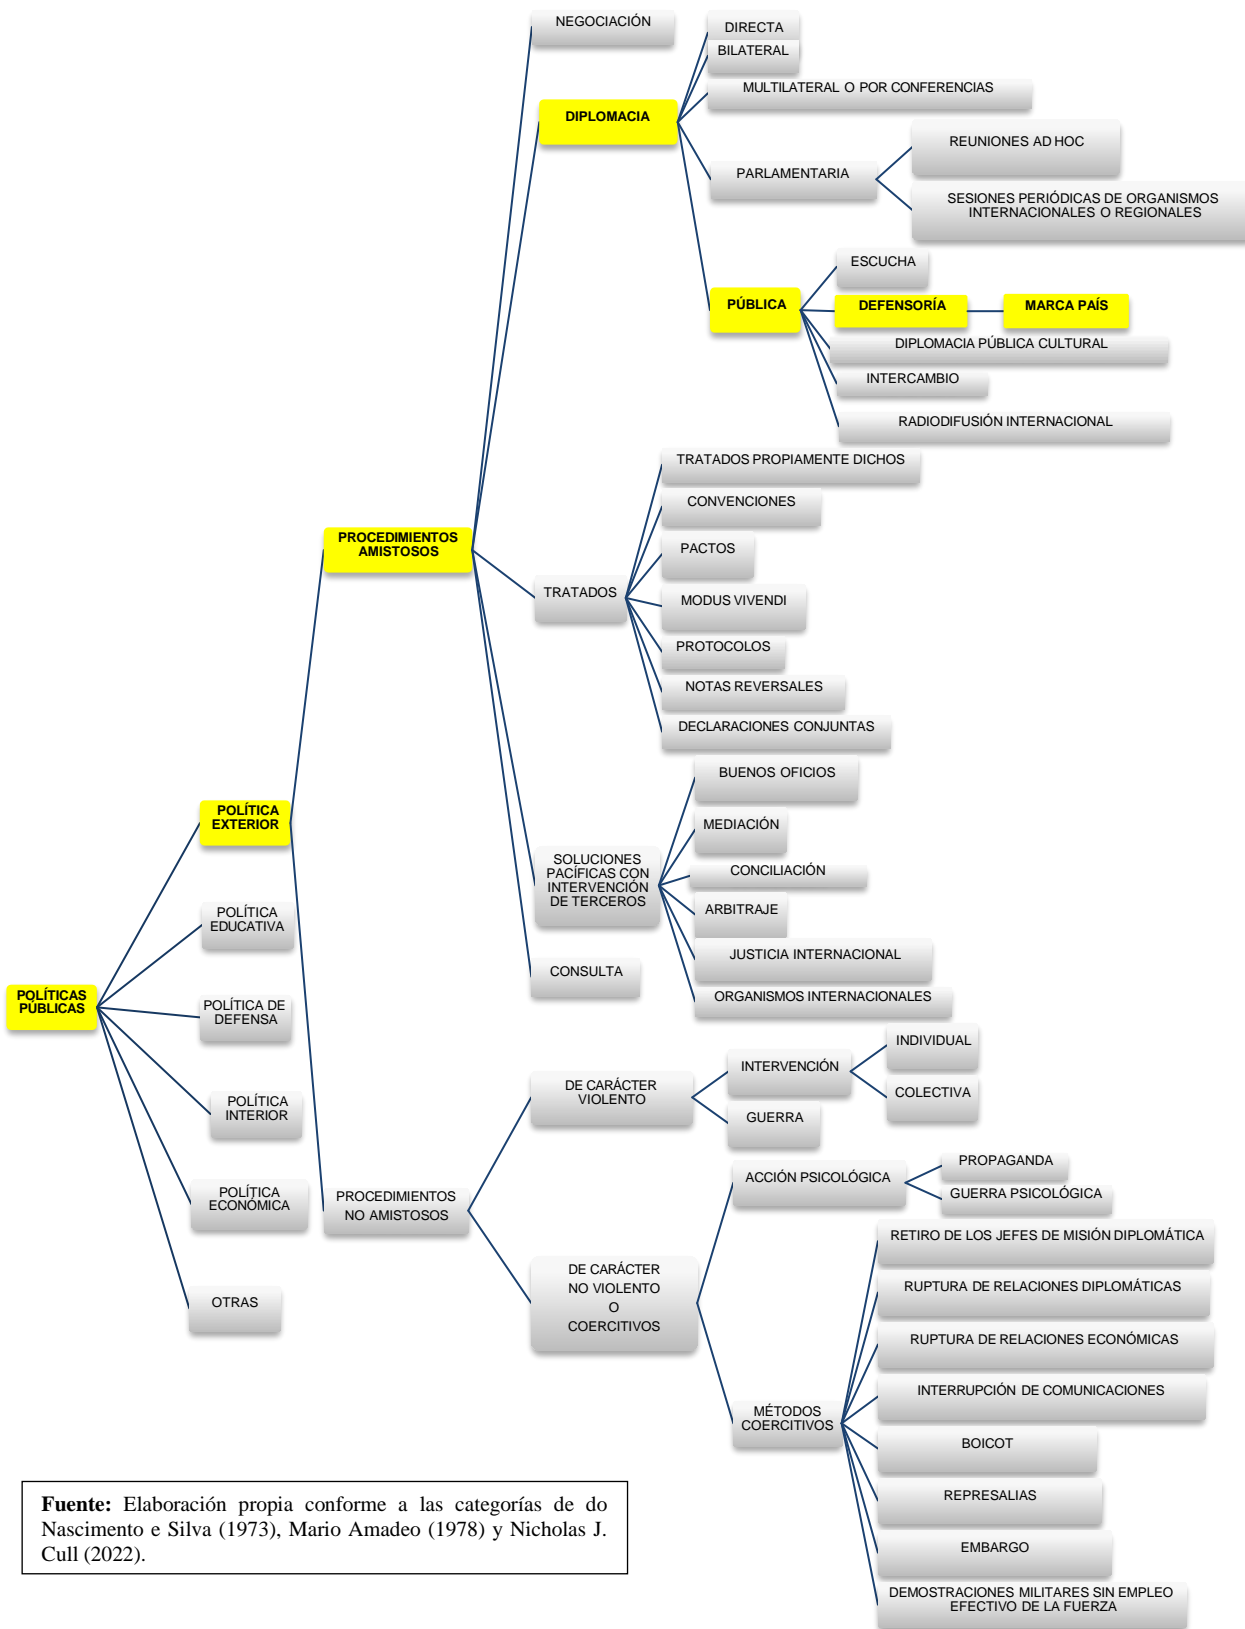 NEGOCIACIÓN
DIRECTA
BILATERAL
MULTILATERAL O POR CONFERENCIAS
DIPLOMACIA
REUNIONES AD HOC
PARLAMENTARIA
SESIONES PERIÓDICAS DE ORGANISMOS
INTERNACIONALES O REGIONALES
ESCUCHA
PÚBLICA
DEFENSORÍA
MARCA PAÍS
DIPLOMACIA PÚBLICA CULTURAL
INTERCAMBIO
RADIODIFUSIÓN INTERNACIONAL
TRATADOS PROPIAMENTE DICHOS
CONVENCIONES
PROCEDIMIENTOS
AMISTOSOS
PACTOS
TRATADOS
MODUS VIVENDI
PROTOCOLOS
NOTAS REVERSALES
DECLARACIONES CONJUNTAS
BUENOS OFICIOS
POLÍTICA
EXTERIOR
MEDIACIÓN
SOLUCIONES
PACÍFICAS CON
INTERVENCIÓN
DE TERCEROS
CONCILIACIÓN
ARBITRAJE
POLÍTICA
EDUCATIVA
JUSTICIA INTERNACIONAL
CONSULTA
ORGANISMOS INTERNACIONALES
POLÍTICAS
PÚBLICAS
POLÍTICA DE
DEFENSA
INDIVIDUAL
INTERVENCIÓN
DE CARÁCTER
VIOLENTO
COLECTIVA
POLÍTICA
INTERIOR
GUERRA
PROPAGANDA
ACCIÓN PSICOLÓGICA
GUERRA PSICOLÓGICA
POLÍTICA
ECONÓMICA
PROCEDIMIENTOS
NO AMISTOSOS
RETIRO DE LOS JEFES DE MISIÓN DIPLOMÁTICA
DE CARÁCTER
NO VIOLENTO
O
COERCITIVOS
RUPTURA DE RELACIONES DIPLOMÁTICAS
OTRAS
RUPTURA DE RELACIONES ECONÓMICAS
INTERRUPCIÓN DE COMUNICACIONES
MÉTODOS
COERCITIVOS
BOICOT
REPRESALIAS
EMBARGO
DEMOSTRACIONES MILITARES SIN EMPLEO
EFECTIVO DE LA FUERZA
Fuente: Elaboración propia conforme a las categorías de do
Nascimento e Silva (1973), Mario Amadeo (1978) y Nicholas J.
Cull (2022).